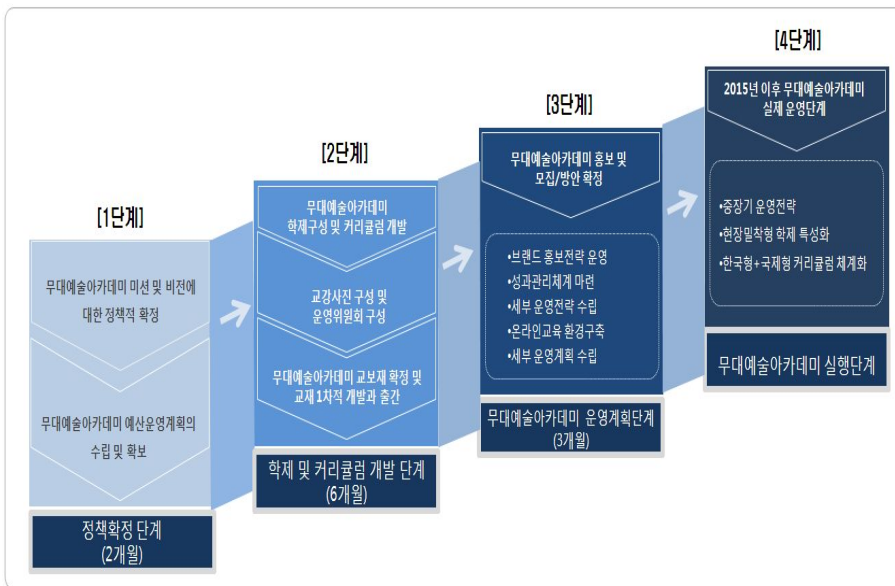 [1단계]
무대예술아카데미 미션 및 비전에
대한 정책적 확정
무대예술아카데미 예산운영계획의
수립 및 확보
정책확정 단계
(2개월)
[2단계]
무대예술아카데미
학제구성 및 커리큘럼 개발
교강사진 구성 및
운영위원회 구성
무대예술아카데미 교보재 확정 및
교재 1차적 개발과 출간
학제 및 커리큘럼 개발 단계
(6개월)
[3단계]
무대예술아카데미 홍보 및
모집/방안 확정
•브랜드 홍보전략 운영
•성과관리체계 마련
•세부 운영전략 수립
•온라인교육 환경구축
•세부 운영계획 수립
무대예술아카데미 운영계획단계
(3개월)
[4단계]
2015년 이후 무대예술아카데미
실제 운영단계
•중장기 운영전략
•현장밀착형 학제 특성화
•한국형+국제형 커리큘럼 체계화
무대예술아카데미 실행단계